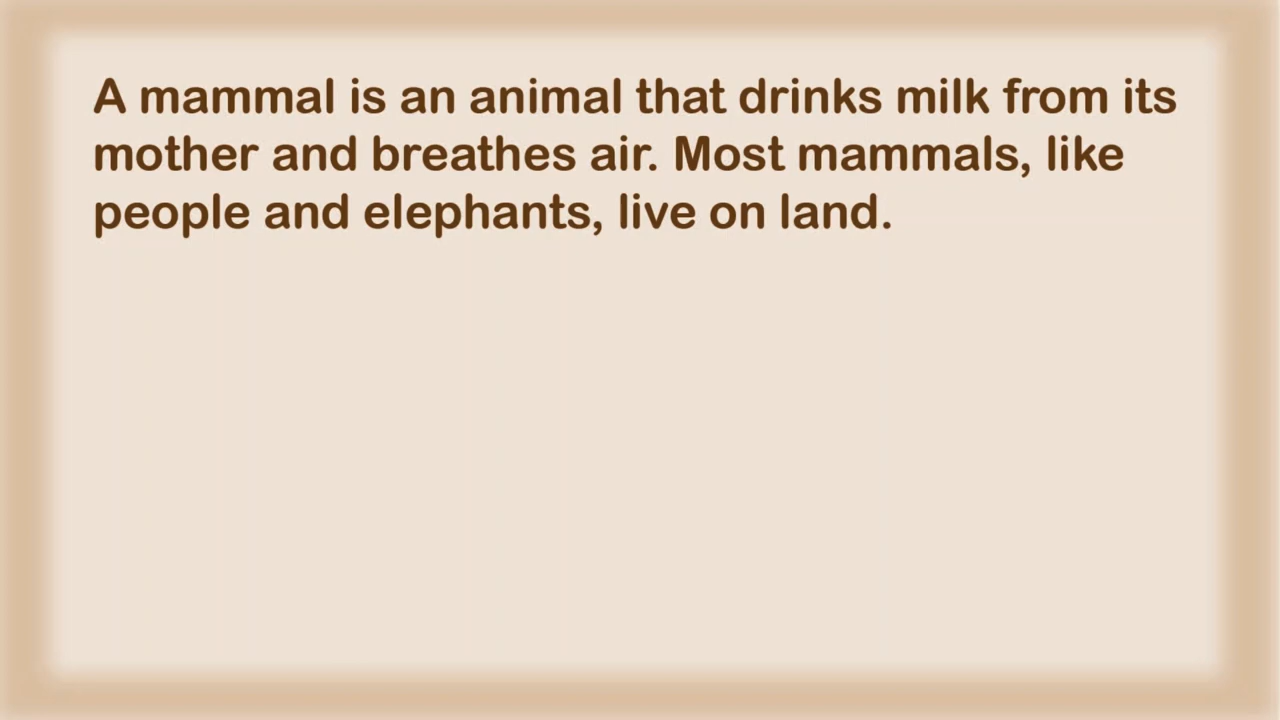 A mammal is an animal that drinks milk from its
mother and breathes air. Most mammals, like
people and elephants, live on land.